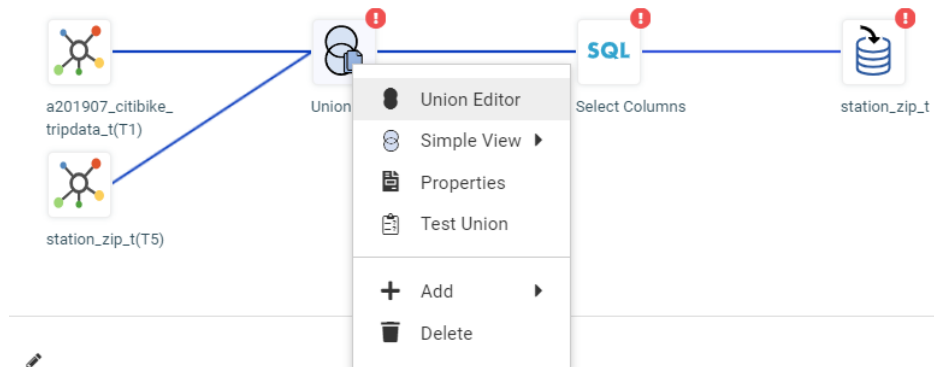 SQL
a201907_citibike_
tripdata_t(T1)
Union
Select Columns
station_zip_t
station_zip_t(T5)
Union Editor
Simple View
Properties
Test Union
Add
Delete